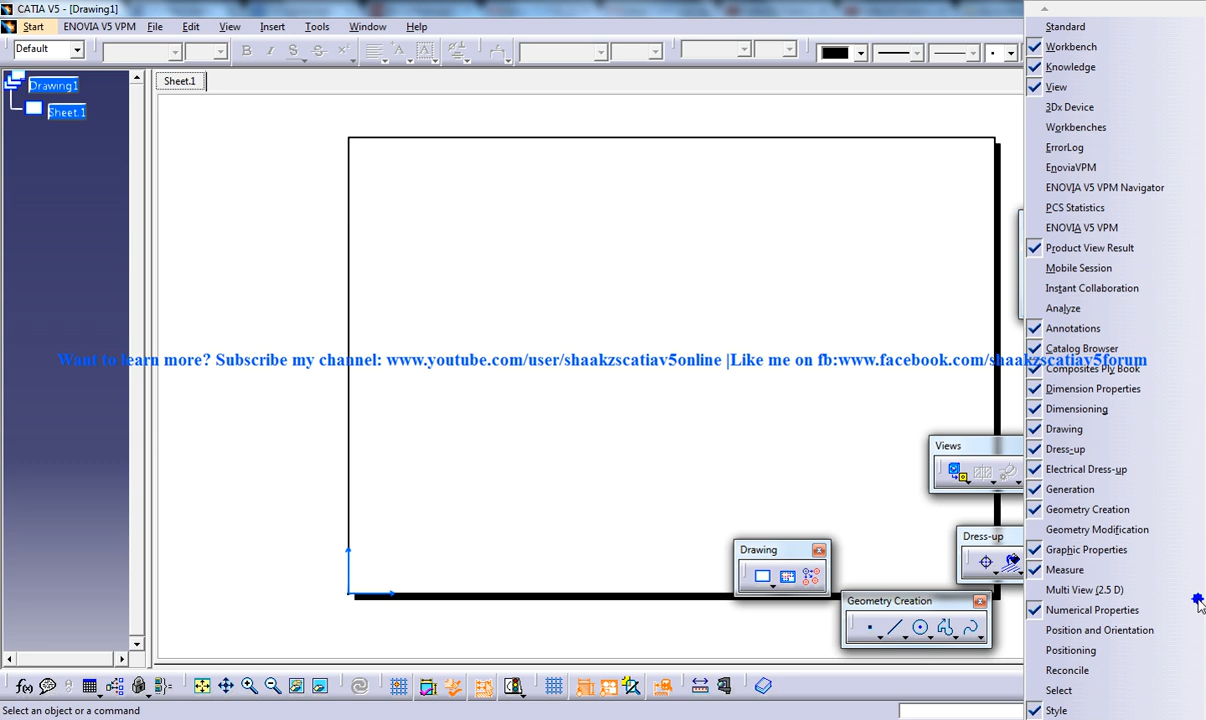 CATIA V5 - [Drawing1]
Start ENOVIA V5 VPM File Edit View Insert Tools Window Help
Default
B I S S X
Sheet.1
Drawing1
Sheet.1
Standard
Workbench
Knowledge
View
3Dx Device
Workbenches
ErrorLog
EnoviaVPM
ENOVIA V5 VPM Navigator
PCS Statistics
ENOVIA V5 VPM
Product View Result
Mobile Session
Instant Collaboration
Analyze
Annotations
Catalog Browser
Want to learn more? Subscribe my channel: www.youtube.com/user/shaakzscatiav5online |Like me on fb:www.facebook.com/shaakzscatiav5forum
Composites Ply Book
Dimension Properties
Dimensioning
Drawing
Dress-up
Electrical Dress-up
Generation
Geometry Creation
Geometry Modification
Graphic Properties
Measure
Multi View (2.5 D)
Numerical Properties
Position and Orientation
Positioning
Reconcile
Select
Style
Views
Dress-up
Drawing
Geometry Creation
f(x)
Select an object or a command